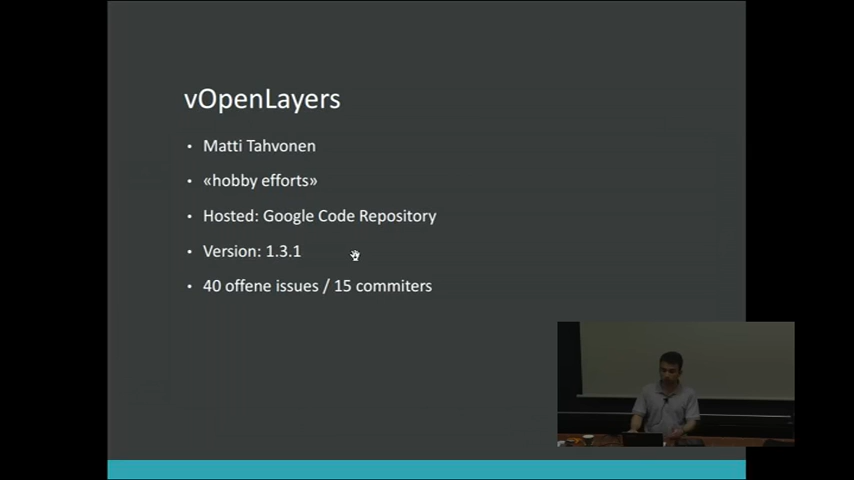 vOpenLayers
• Matti Tahvonen
• «hobby efforts»
• Hosted: Google Code Repository
• Version: 1.3.1
• 40 offene issues / 15 commiters